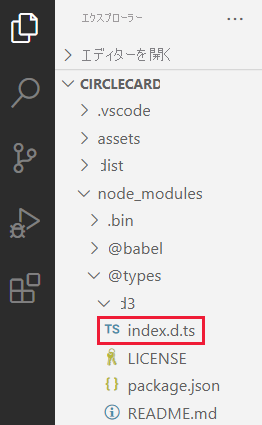 エクスプローラー
エディターを開く
CIRCLECARD
.vscode
assets
dist
node_modules
.bin
@babel
@types
d3
TS index.d.ts
LICENSE
{} package.json
README.md